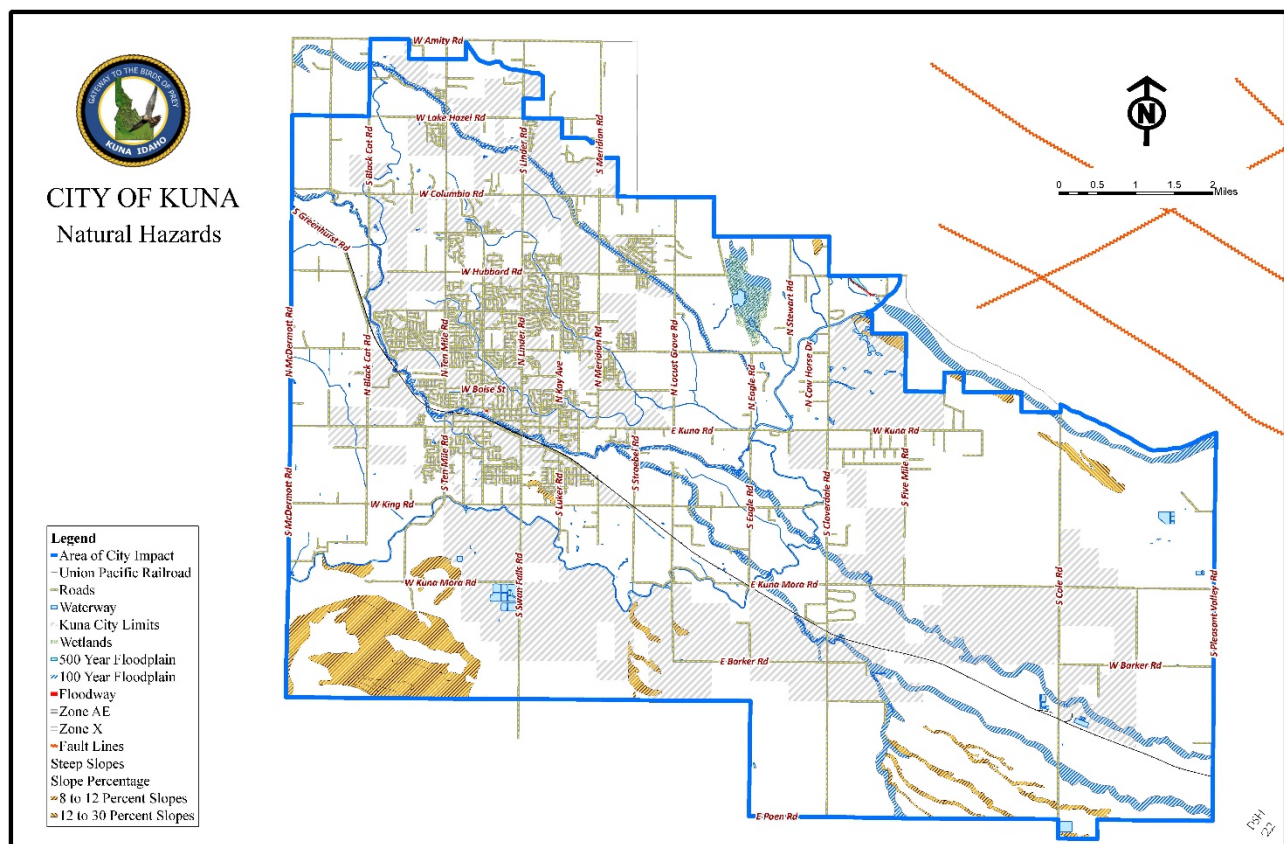 GATEWAY TO THE BIRDS OF PREY
KUNA IDAHO
CITY OF KUNA
Natural Hazards
N
0 0.5 1 2
Miles
W Amity Rd
W Lake Hazel Rd
S Black Cat Rd
S Linder Rd
S Meridian Rd
W Columbia Rd
S Greenhurst Rd
W Hubbard Rd
N McDermott Rd
N Black Cat Rd
N Ten Mile Rd
N Linder Rd
N Kay Ave
N Meridian Rd
N Locust Grove Rd
N Eagle Rd
N Stewart Rd
N Cow Horse Dr
W Boise St
E Kuna Rd
W Kuna Rd
S McDermott Rd
S Ten Mile Rd
S Luker Rd
S Stroebel Rd
S Eagle Rd
S Cloverdale Rd
S Five Mile Rd
W King Rd
W Kuna Mora Rd
S Swan Falls Rd
E Kuna Mora Rd
S Cole Rd
S Pleasant Valley Rd
E Barker Rd
W Barker Rd
E Poen Rd
Legend
Area of City Impact
Union Pacific Railroad
Roads
Waterway
Kuna City Limits
Wetlands
500 Year Floodplain
100 Year Floodplain
Floodway
Zone AE
Zone X
Fault Lines
Steep Slopes
Slope Percentage
8 to 12 Percent Slopes
12 to 30 Percent Slopes